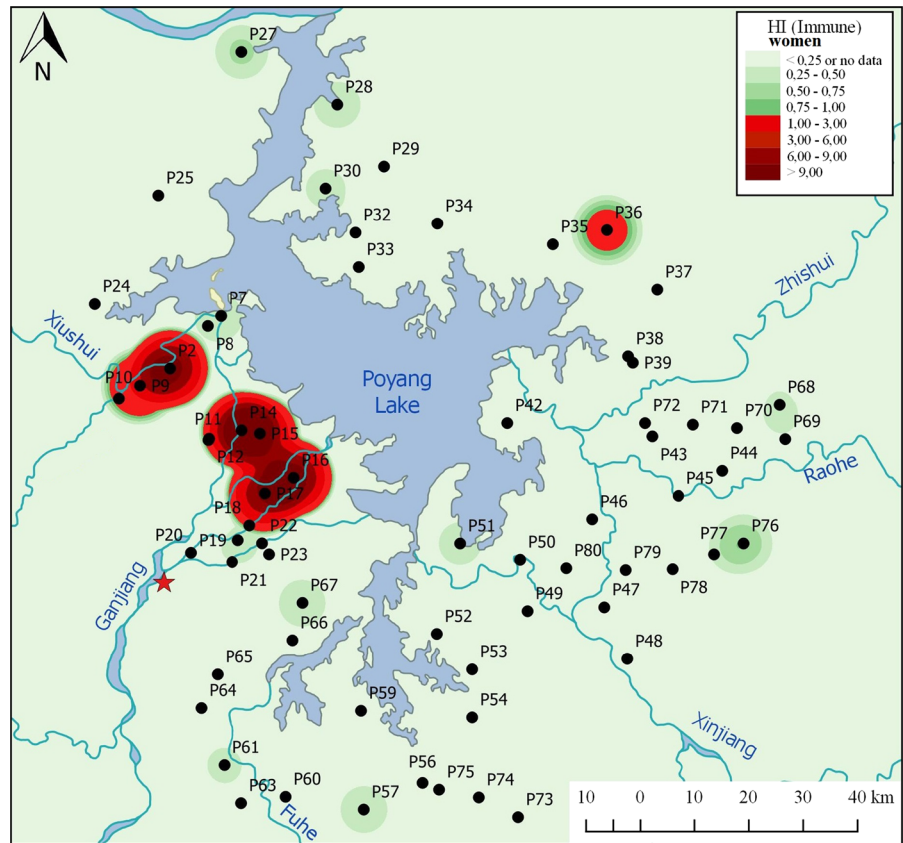 HI (Immune)
women
< 0,25 or no data
0,25 - 0,50
0,50 - 0,75
0,75 - 1,00
1,00 - 3,00
3,00 - 6,00
6,00 - 9,00
> 9,00
N
P27
P28
P29
P30
P25
P32
P34
P33
P35
P36
P37
P24
P7
P8
Zhishui
Xiushui
P2
P9
P10
P38
P39
Poyang
Lake
P11
P12
P14
P15
P16
P17
P18
P42
P72
P71
P70
P68
P69
P43
P44
P45
Raohe
P46
P22
P20
P19
P23
P21
P51
P50
P80
P79
P78
P77
P76
Ganjiang
P67
P66
P49
P47
P52
P53
P48
P65
P64
P59
P54
Xinjiang
P61
P63
P60
Fuhe
P57
P56
P75
P74
P73
10 0 10 20 30 40 km